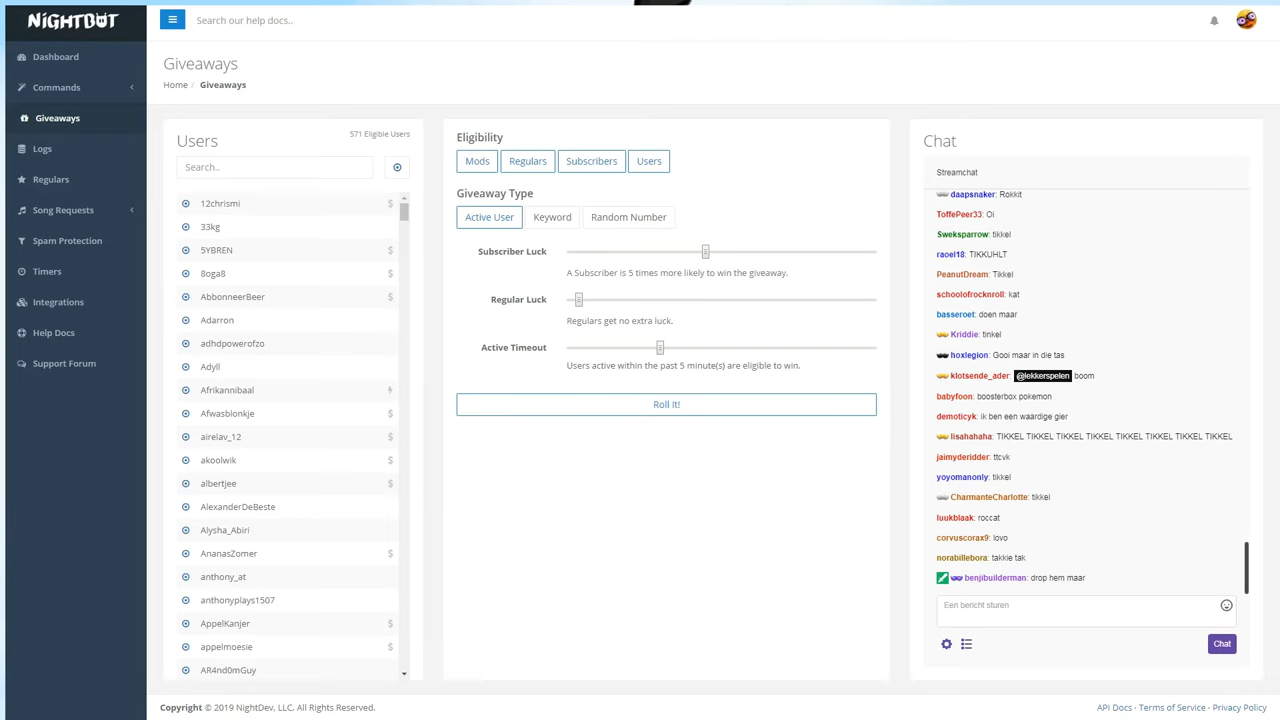 NIGHTBOT
Search our help docs..
Dashboard
Commands
Giveaways
Logs
Regulars
Song Requests
Spam Protection
Timers
Integrations
Help Docs
Support Forum
Giveaways
Home / Giveaways
Users
571 Eligible Users
Search..
12chrismi $
33kg
5YBREN $
8oga8 $
AbbonneerBeer $
Adarron
adhdpowerofzo
Adyll
Afrikannibaal
Afwasblonkje $
airelav_12 $
akoolwik $
albertjee $
AlexanderDeBeste
Alysha_Abiri
AnanasZomer $
anthony_at
anthonyplays1507
AppelKanjer $
appelmoesie $
AR4nd0mGuy
Eligibility
Mods Regulars Subscribers Users
Giveaway Type
Active User Keyword Random Number
Subscriber Luck
A Subscriber is 5 times more likely to win the giveaway.
Regular Luck
Regulars get no extra luck.
Active Timeout
Users active within the past 5 minute(s) are eligible to win.
Roll It!
Chat
Streamchat
daapsnaker: Rokkit
ToffePeer33: Oi
Sweksparrow: tikkel
raoel18: TIKKUHLT
PeanutDream: Tikkel
schoolofrocknroll: kat
basseroet: doen maar
Kriddie: tinkel
hoxlegion: Gooi maar in die tas
klotsende_ader: @lekkerspelen boom
babyfoon: boosterbox pokemon
demoticyk: ik ben een waardige gier
lisahahaha: TIKKEL TIKKEL TIKKEL TIKKEL TIKKEL TIKKEL TIKKEL TIKKEL
jaimyderidder: ttcvk
yoyomanonly: tikkel
CharmanteCharlotte: tikkel
luukblaak: roccat
corvuscorax9: lovo
norabillebora: takkie tak
benjibuilderman: drop hem maar
Een bericht sturen
Chat
Copyright © 2019 NightDev, LLC. All Rights Reserved.
API Docs - Terms of Service - Privacy Policy